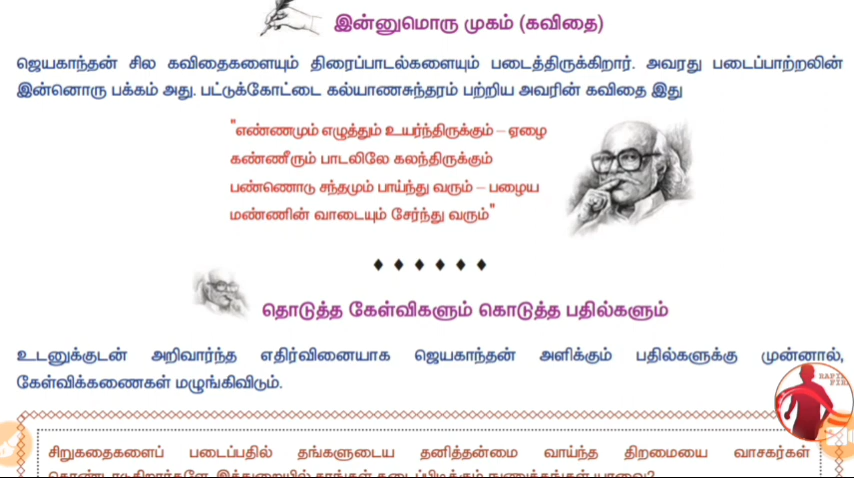 இன்னுமொரு முகம் (கவிதை)
ஜெயகாந்தன் சில கவிதைகளையும் திரைப்பாடல்களையும் படைத்திருக்கிறார். அவரது படைப்பாற்றலின்
இன்னொரு பக்கம் அது. பட்டுக்கோட்டை கல்யாணசுந்தரம் பற்றிய அவரின் கவிதை இது
"எண்ணமும் எழுத்தும் உயர்ந்திருக்கும் – ஏழை
கண்ணீரும் பாடலிலே கலந்திருக்கும்
பண்ணொடு சந்தமும் பாய்ந்து வரும் – பழைய
மண்ணின் வாடையும் சேர்ந்து வரும்"
தொடுத்த கேள்விகளும் கொடுத்த பதில்களும்
உடனுக்குடன் அறிவார்ந்த எதிர்வினையாக ஜெயகாந்தன் அளிக்கும் பதில்களுக்கு முன்னால்,
கேள்விக்கணைகள் மழுங்கிவிடும்.
சிறுகதைகளைப் படைப்பதில் தங்களுடைய தனித்தன்மை வாய்ந்த திறமையை வாசகர்கள்